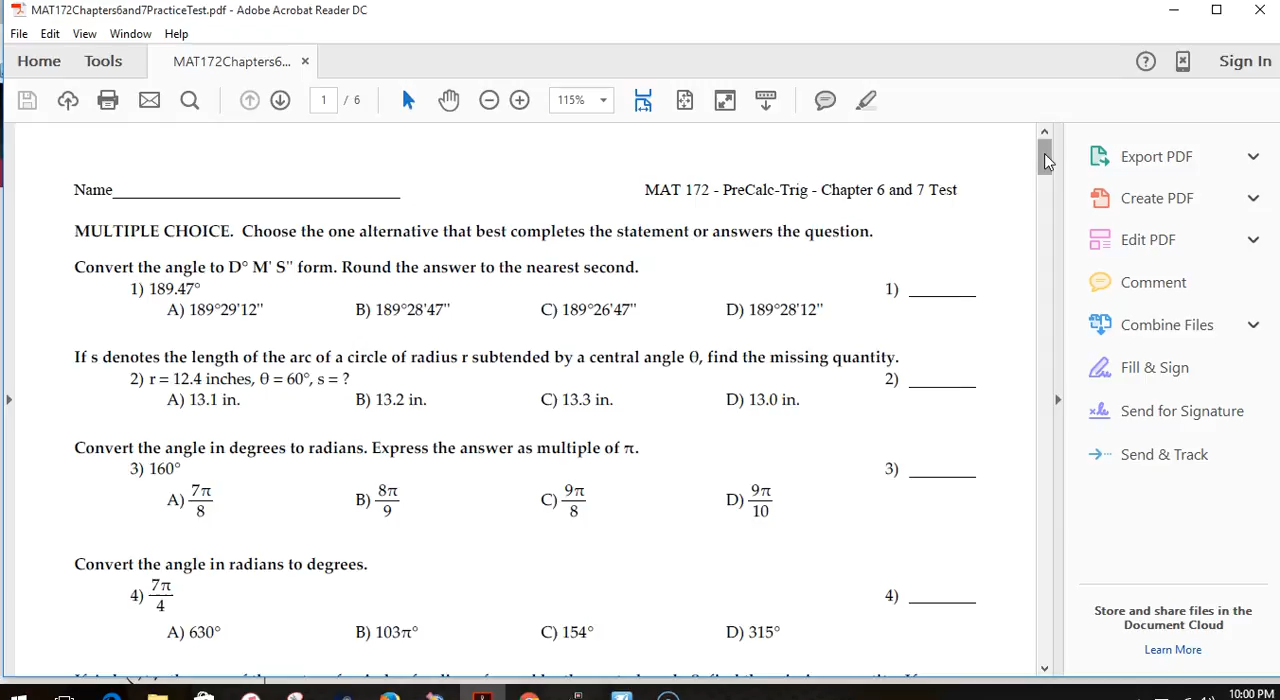 MAT172Chapters6and7PracticeTest.pdf - Adobe Acrobat Reader DC
File Edit View Window Help
Home Tools MAT172Chapters6... × Sign In
1 / 6 115%
Name MAT 172 - PreCalc-Trig - Chapter 6 and 7 Test
MULTIPLE CHOICE. Choose the one alternative that best completes the statement or answers the question.
Convert the angle to D° M' S'' form. Round the answer to the nearest second.
1) 189.47° 1)
A) 189°29'12'' B) 189°28'47'' C) 189°26'47'' D) 189°28'12''
If s denotes the length of the arc of a circle of radius r subtended by a central angle θ, find the missing quantity.
2) r = 12.4 inches, θ = 60°, s = ? 2)
A) 13.1 in. B) 13.2 in. C) 13.3 in. D) 13.0 in.
Convert the angle in degrees to radians. Express the answer as multiple of π.
3) 160° 3)
A) 7π/8 B) 8π/9 C) 9π/8 D) 9π/10
Convert the angle in radians to degrees.
4) 7π/4 4)
A) 630° B) 103π° C) 154° D) 315°
Export PDF
Create PDF
Edit PDF
Comment
Combine Files
Fill & Sign
Send for Signature
Send & Track
Store and share files in the
Document Cloud
Learn More
10:00 PM